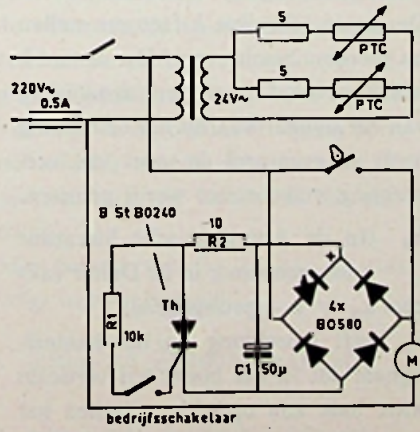 5
PTC
5
PTC
220V~
0.5A
24V~
B St B0240
10
R2
+
Th
R1
10k
4x
B0580
C1
50μ
M
bedrijfsschakelaar